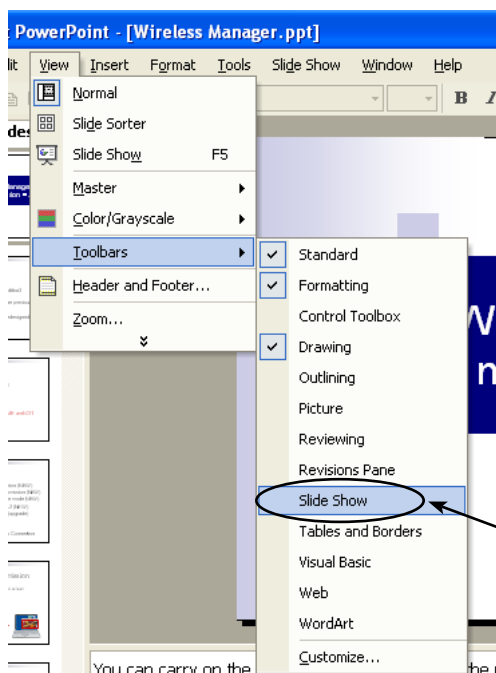 PowerPoint - [Wireless Manager.ppt]
View Insert Format Tools Slide Show Window Help
B I
Normal
Slide Sorter
Slide Show F5
Master
Color/Grayscale
Toolbars
Header and Footer...
Zoom...
Standard
Formatting
Control Toolbox
Drawing
Outlining
Picture
Reviewing
Revisions Pane
Slide Show
Tables and Borders
Visual Basic
Web
WordArt
Customize...
You can carry on the